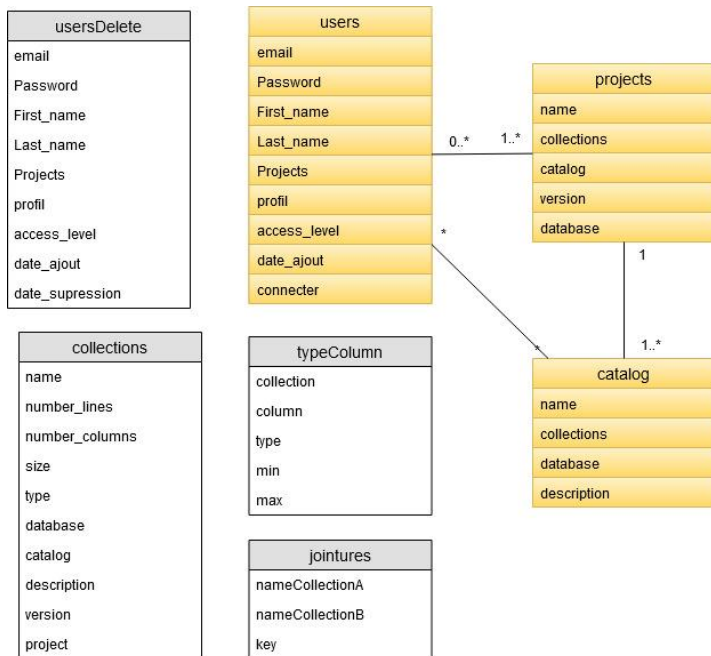 usersDelete
email
Password
First_name
Last_name
Projects
profil
access_level
date_ajout
date_supression
users
email
Password
First_name
Last_name
Projects
profil
access_level
date_ajout
connecter
0..*
1..*
*
projects
name
collections
catalog
version
database
1
1..*
*
catalog
name
collections
database
description
collections
name
number_lines
number_columns
size
type
database
catalog
description
version
project
typeColumn
collection
column
type
min
max
jointures
nameCollectionA
nameCollectionB
key